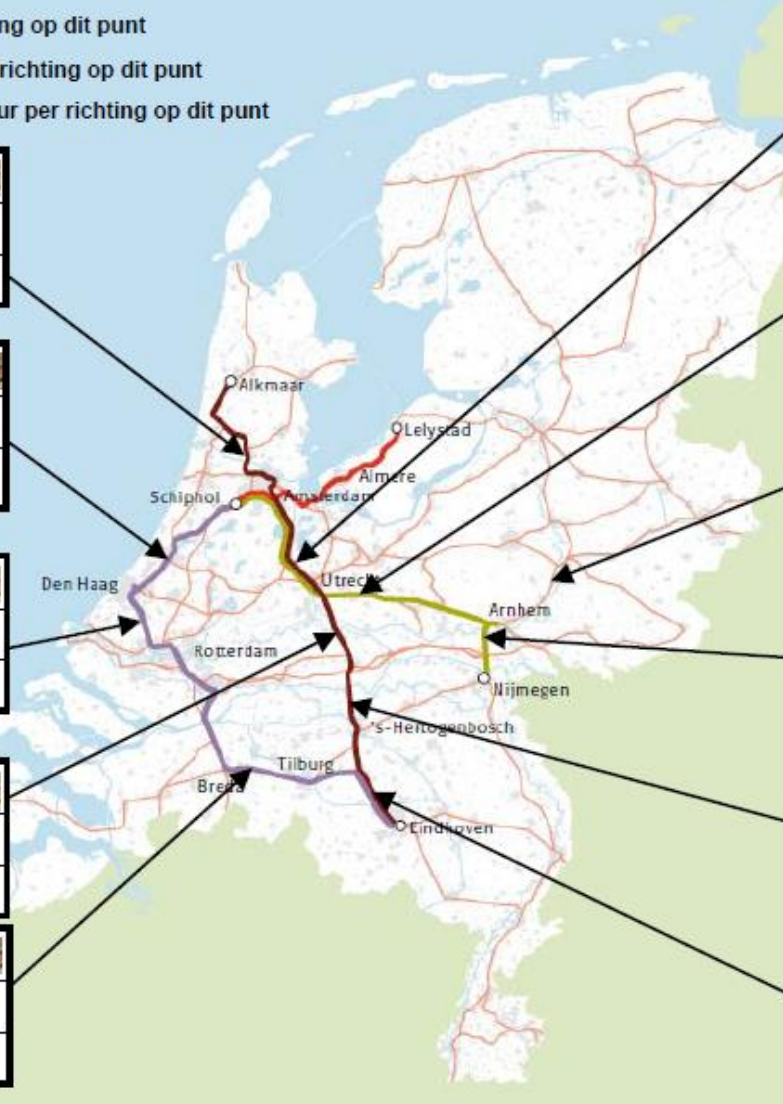 ng op dit punt
richting op dit punt
ur per richting op dit punt
Alkmaar
Lelystad
Almere
Schiphol
Amsterdam
Den Haag
Utrecht
Arnhem
Rotterdam
Nijmegen
's-Hertogenbosch
Tilburg
Breda
Eindhoven